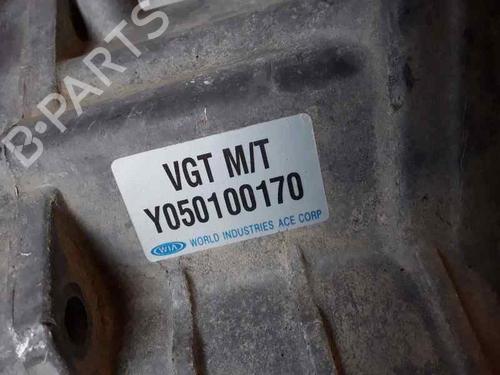 B-PARTS
VGT M/T
Y050100170
WIA WORLD INDUSTRIES ACE CORP